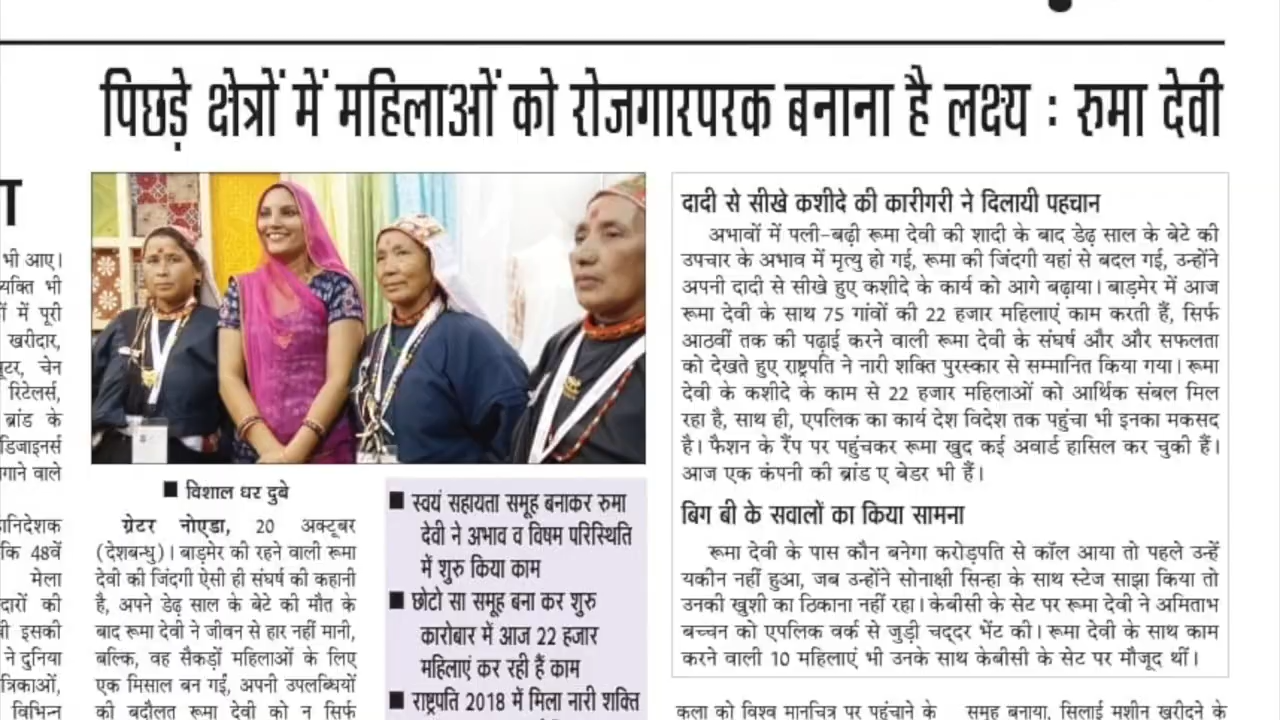 पिछड़े क्षेत्रों में महिलाओं को रोजगारपरक बनाना है लक्ष्य : रुमा देवी
भी आए।
में पूरी
खरीदार,
चेन
रिटेलर्स,
ब्रांड के
डिजाइनर्स
वाले
कि 48वें
मेला
की
इसकी
ने दुनिया
विभिन्न
■ विशाल धर दुबे
ग्रेटर नोएडा, 20 अक्टूबर
(देशबन्धु)। बाड़मेर की रहने वाली रूमा
देवी की जिंदगी ऐसी ही संघर्ष की कहानी
है, अपने डेढ़ साल के बेटे की मौत के
बाद रूमा देवी ने जीवन से हार नहीं मानी,
बल्कि, वह सैकड़ों महिलाओं के लिए
एक मिसाल बन गईं, अपनी उपलब्धियों
की बदौलत रूमा देवी को न सिर्फ
■ स्वयं सहायता समूह बनाकर रुमा
देवी ने अभाव व विषम परिस्थिति
में शुरु किया काम
■ छोटो सा समूह बना कर शुरु
कारोबार में आज 22 हजार
महिलाएं कर रही हैं काम
■ राष्ट्रपति 2018 में मिला नारी शक्ति
दादी से सीखे कशीदे की कारीगरी ने दिलायी पहचान
अभावों में पली-बढ़ी रूमा देवी की शादी के बाद डेढ़ साल के बेटे की
उपचार के अभाव में मृत्यु हो गई, रूमा की जिंदगी यहां से बदल गई, उन्होंने
अपनी दादी से सीखे हुए कशीदे के कार्य को आगे बढ़ाया। बाड़मेर में आज
रूमा देवी के साथ 75 गांवों की 22 हजार महिलाएं काम करती हैं, सिर्फ
आठवीं तक की पढ़ाई करने वाली रूमा देवी के संघर्ष और और सफलता
को देखते हुए राष्ट्रपति ने नारी शक्ति पुरस्कार से सम्मानित किया गया। रूमा
देवी के कशीदे के काम से 22 हजार महिलाओं को आर्थिक संबल मिल
रहा है, साथ ही, एपलिक का कार्य देश विदेश तक पहुंचा भी इनका मकसद
है। फैशन के रैंप पर पहुंचकर रूमा खुद कई अवार्ड हासिल कर चुकी हैं।
आज एक कंपनी की ब्रांड ए बेडर भी हैं।
बिग बी के सवालों का किया सामना
रूमा देवी के पास कौन बनेगा करोड़पति से कॉल आया तो पहले उन्हें
यकीन नहीं हुआ, जब उन्होंने सोनाक्षी सिन्हा के साथ स्टेज साझा किया तो
उनकी खुशी का ठिकाना नहीं रहा। केबीसी के सेट पर रूमा देवी ने अमिताभ
बच्चन को एपलिक वर्क से जुड़ी चद्दर भेंट की। रूमा देवी के साथ काम
करने वाली 10 महिलाएं भी उनके साथ केबीसी के सेट पर मौजूद थीं।
कला को विश्व मानचित्र पर पहुंचाने के
समूह बनाया, सिलाई मशीन खरीदने के